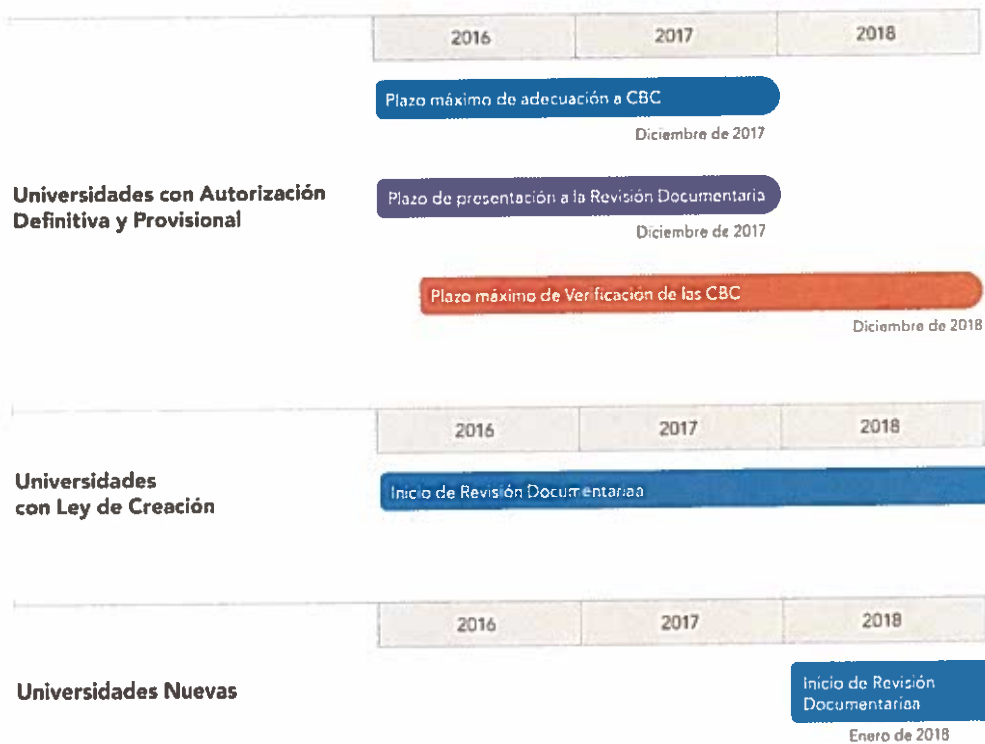 2016 2017 2018
Plazo máximo de adecuación a CBC
Diciembre de 2017
Universidades con Autorización
Definitiva y Provisional
Plazo de presentación a la Revisión Documentaria
Diciembre de 2017
Plazo máximo de Verificación de las CBC
Diciembre de 2018
2016 2017 2018
Universidades
con Ley de Creación
Inicio de Revisión Documentariaa
2016 2017 2018
Universidades Nuevas
Inicio de Revisión
Documentariaa
Enero de 2018